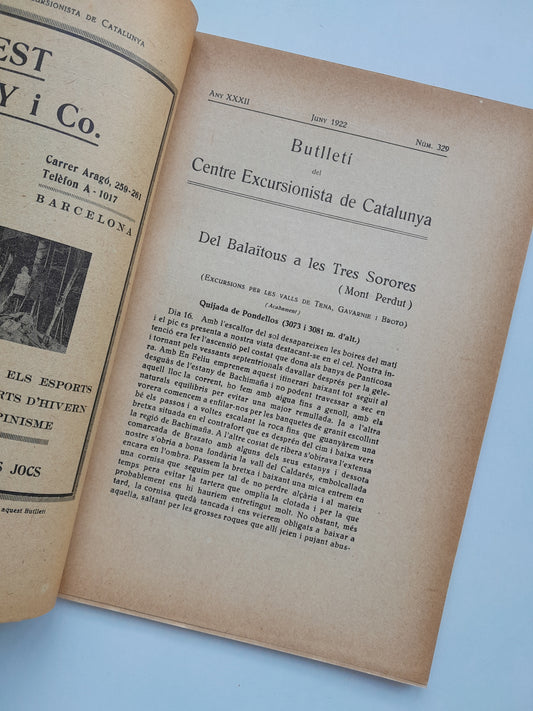 CURSIONISTA DE CATALUNYA
EST
Y i Co.
Carrer Aragó, 259-261
Telèfon A - 1017
BARCELONA
ELS ESPORTS
RTS D'HIVERN
PINISME
JOCS
aquest Butlletí
ANY XXXII
JUNY 1922
NÚM. 329
Butlletí
del
Centre Excursionista de Catalunya
Del Balaïtous a les Tres Sorores
(Mont Perdut)
(EXCURSIONS PER LES VALLS DE TENA, GAVARNIE I BROTO)
(Acabament)
Quijada de Pondellos (3073 i 3081 m. d'alt.)
Dia 16. Amb l'escalfor del sol desapareixen les boires del matí
i el pic es presenta a nostra vista destacant-se en el cel. Nostra in-
tenció era fer l'ascensió pel costat que dona als banys de Panticosa
i tornant pels vessants septentrionals davallar després per la gele-
ra. Amb En Feliu emprenem aquest itinerari baixant tot seguit al
desguàs de l'estany de Bachimaña i no podent travessar a sec en
aquell lloc la corrent, ho fem amb aigua fins a genoll, amb els
naturals equilibris per evitar una major remullada. Ja a l'altra
vorera comencem a enfilar-nos per les banquetes de granit escollint
bé els passos i a voltes escalant la roca fins que guanyàrem una
breixa situada en el contrafort que es desprèn del cim i baixa vers
la regió de Bachimaña. A l'altre costat de ribera s'obirava l'extensa
comarcada de Brazato amb alguns dels seus estanys i dessota
nostre s'obria a bona fondària la vall del Caldarés, embolcallada
encara en l'ombra. Passem la breixa i baixant una mica entrem en
una cornisa que seguim per tal de no perdre alçària i al mateix
temps pera evitar la tartera que omplia la clotada i per la que
probablement ens hi hauríem entretingut molt. No obstant, més
tard, la cornisa quedà tancada i ens veierem obligats a baixar a
aquella, saltant per les grosses roques que allí jeien i pujant abus-